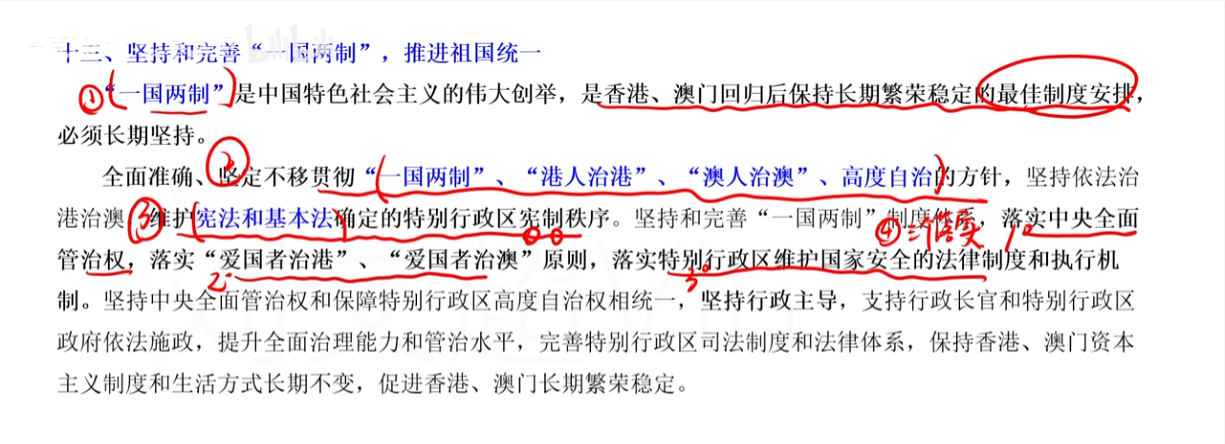 十三、坚持和完善“一国两制”，推进祖国统一
①“一国两制”是中国特色社会主义的伟大创举，是香港、澳门回归后保持长期繁荣稳定的最佳制度安排，
必须长期坚持。
全面准确、坚定不移贯彻“一国两制”、“港人治港”、“澳人治澳”、高度自治的方针，坚持依法治
②
港治澳，维护宪法和基本法确定的特别行政区宪制秩序。坚持和完善“一国两制”制度体系，落实中央全面
③
④三个落实 1°
管治权，落实“爱国者治港”、“爱国者治澳”原则，落实特别行政区维护国家安全的法律制度和执行机
2° 3°
制。坚持中央全面管治权和保障特别行政区高度自治权相统一，坚持行政主导，支持行政长官和特别行政区
政府依法施政，提升全面治理能力和管治水平，完善特别行政区司法制度和法律体系，保持香港、澳门资本
主义制度和生活方式长期不变，促进香港、澳门长期繁荣稳定。